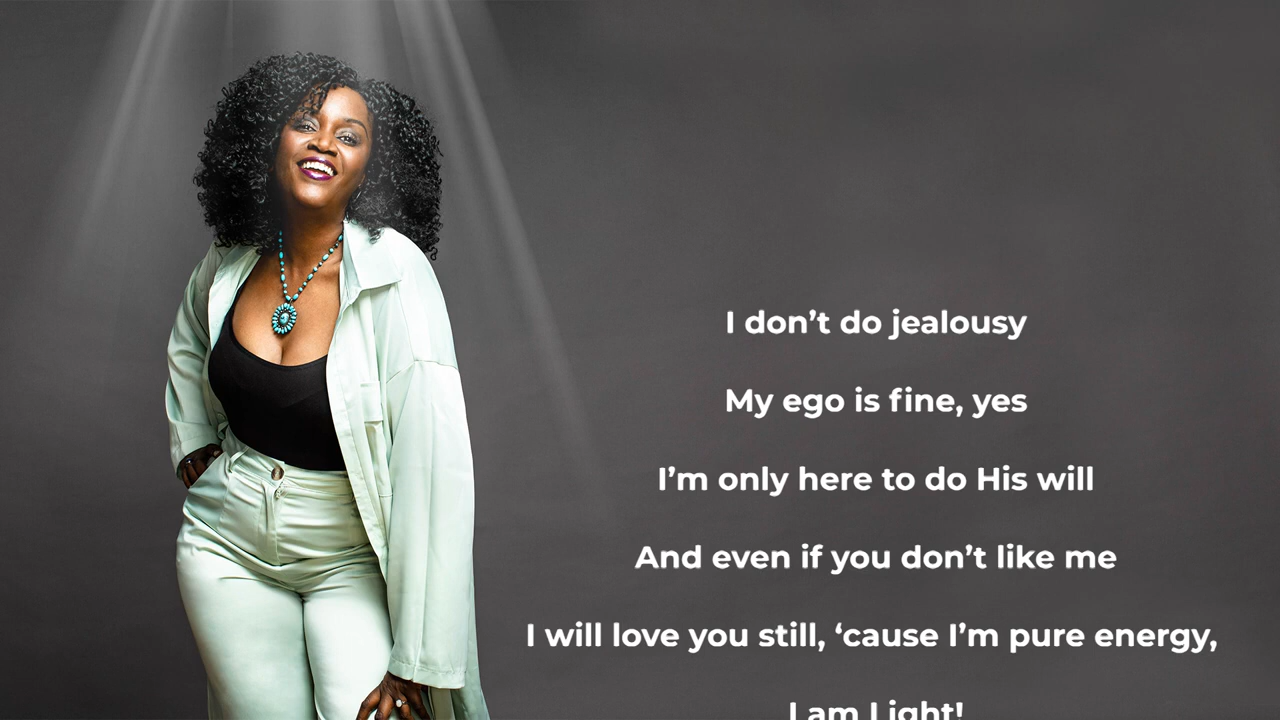 I don’t do jealousy
My ego is fine, yes
I’m only here to do His will
And even if you don’t like me
I will love you still, ‘cause I’m pure energy,
I am Light!